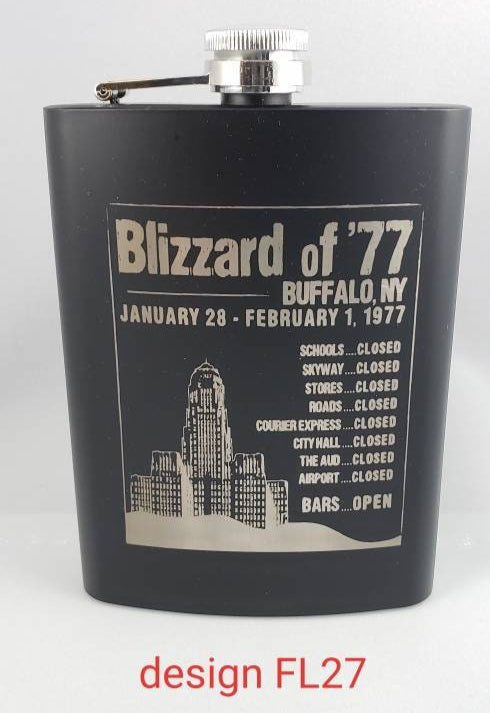 Blizzard of '77
BUFFALO, NY
JANUARY 28 - FEBRUARY 1, 1977
SCHOOLS....CLOSED
SKYWAY....CLOSED
STORES....CLOSED
ROADS....CLOSED
COURIER EXPRESS....CLOSED
CITY HALL....CLOSED
THE AUD....CLOSED
AIRPORT....CLOSED
BARS....OPEN
design FL27